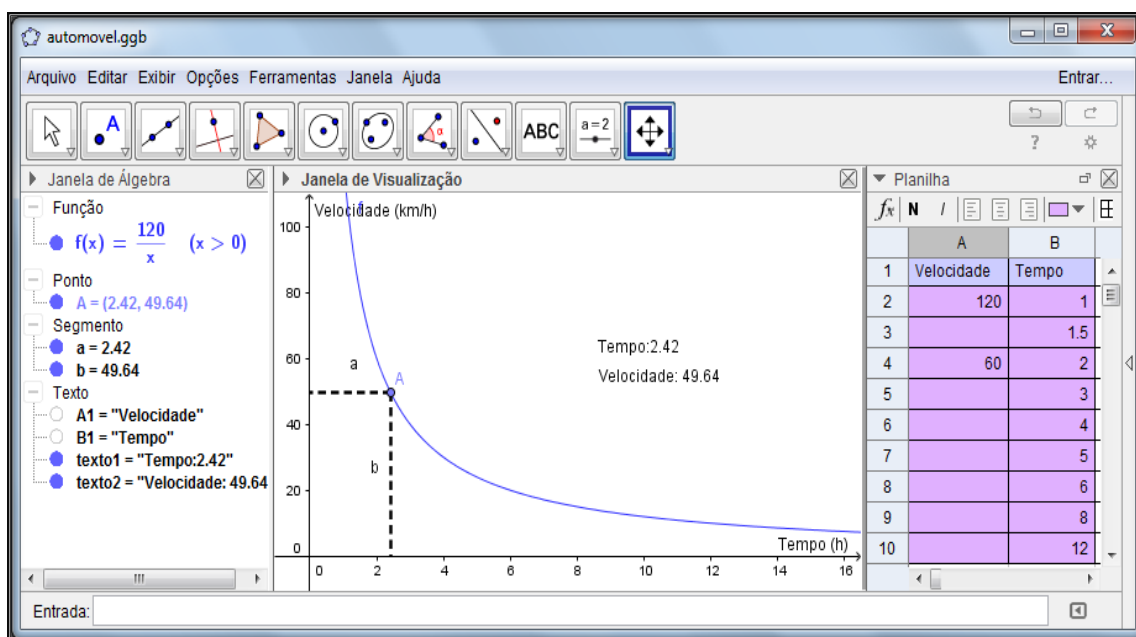 automovel.ggb
Arquivo Editar Exibir Opções Ferramentas Janela Ajuda
Entrar...
A
α
ABC
a=2
?
Janela de Álgebra
Função
f(x) = 120/x (x > 0)
Ponto
A = (2.42, 49.64)
Segmento
a = 2.42
b = 49.64
Texto
A1 = "Velocidade"
B1 = "Tempo"
texto1 = "Tempo:2.42"
texto2 = "Velocidade: 49.64
Janela de Visualização
Velocidade (km/h)
f
100
80
60
40
20
0
a
A
b
Tempo:2.42
Velocidade: 49.64
Tempo (h)
0 2 4 6 8 10 12 14 16
Planilha
fx N I
A B
1 Velocidade Tempo
2 120 1
3 1.5
4 60 2
5 3
6 4
7 5
8 6
9 8
10 12
Entrada: